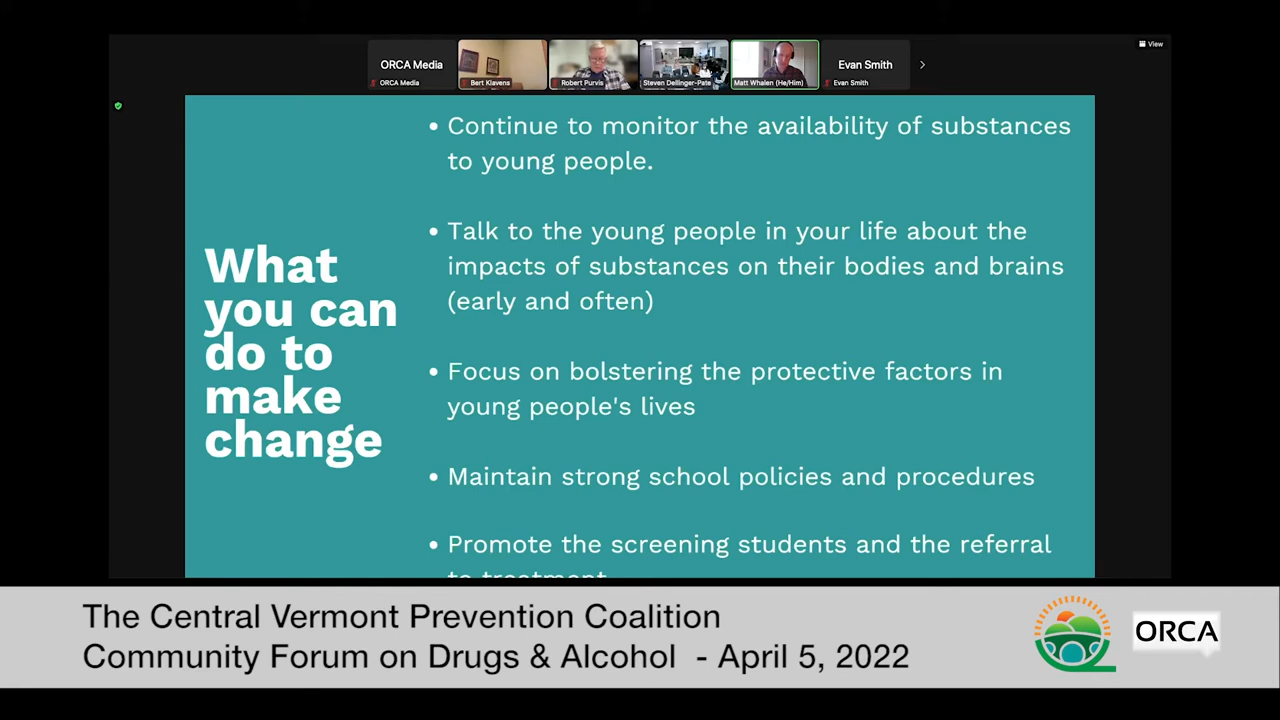 View
ORCA Media
ORCA Media
Bert Klavens
Robert Purvis
Steven Dellinger-Pate
Matt Whalen (He/Him)
Evan Smith
Evan Smith
What
you can
do to
make
change
• Continue to monitor the availability of substances
to young people.
• Talk to the young people in your life about the
impacts of substances on their bodies and brains
(early and often)
• Focus on bolstering the protective factors in
young people's lives
• Maintain strong school policies and procedures
• Promote the screening students and the referral
to treatment
The Central Vermont Prevention Coalition
Community Forum on Drugs & Alcohol - April 5, 2022
ORCA